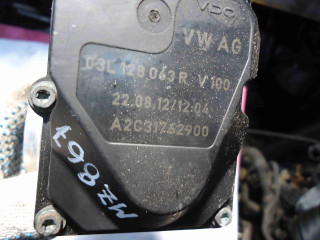 VDO
VW AG
03L 128 063 R V100
22.08.12/12:04
A2C31762900
MZ867